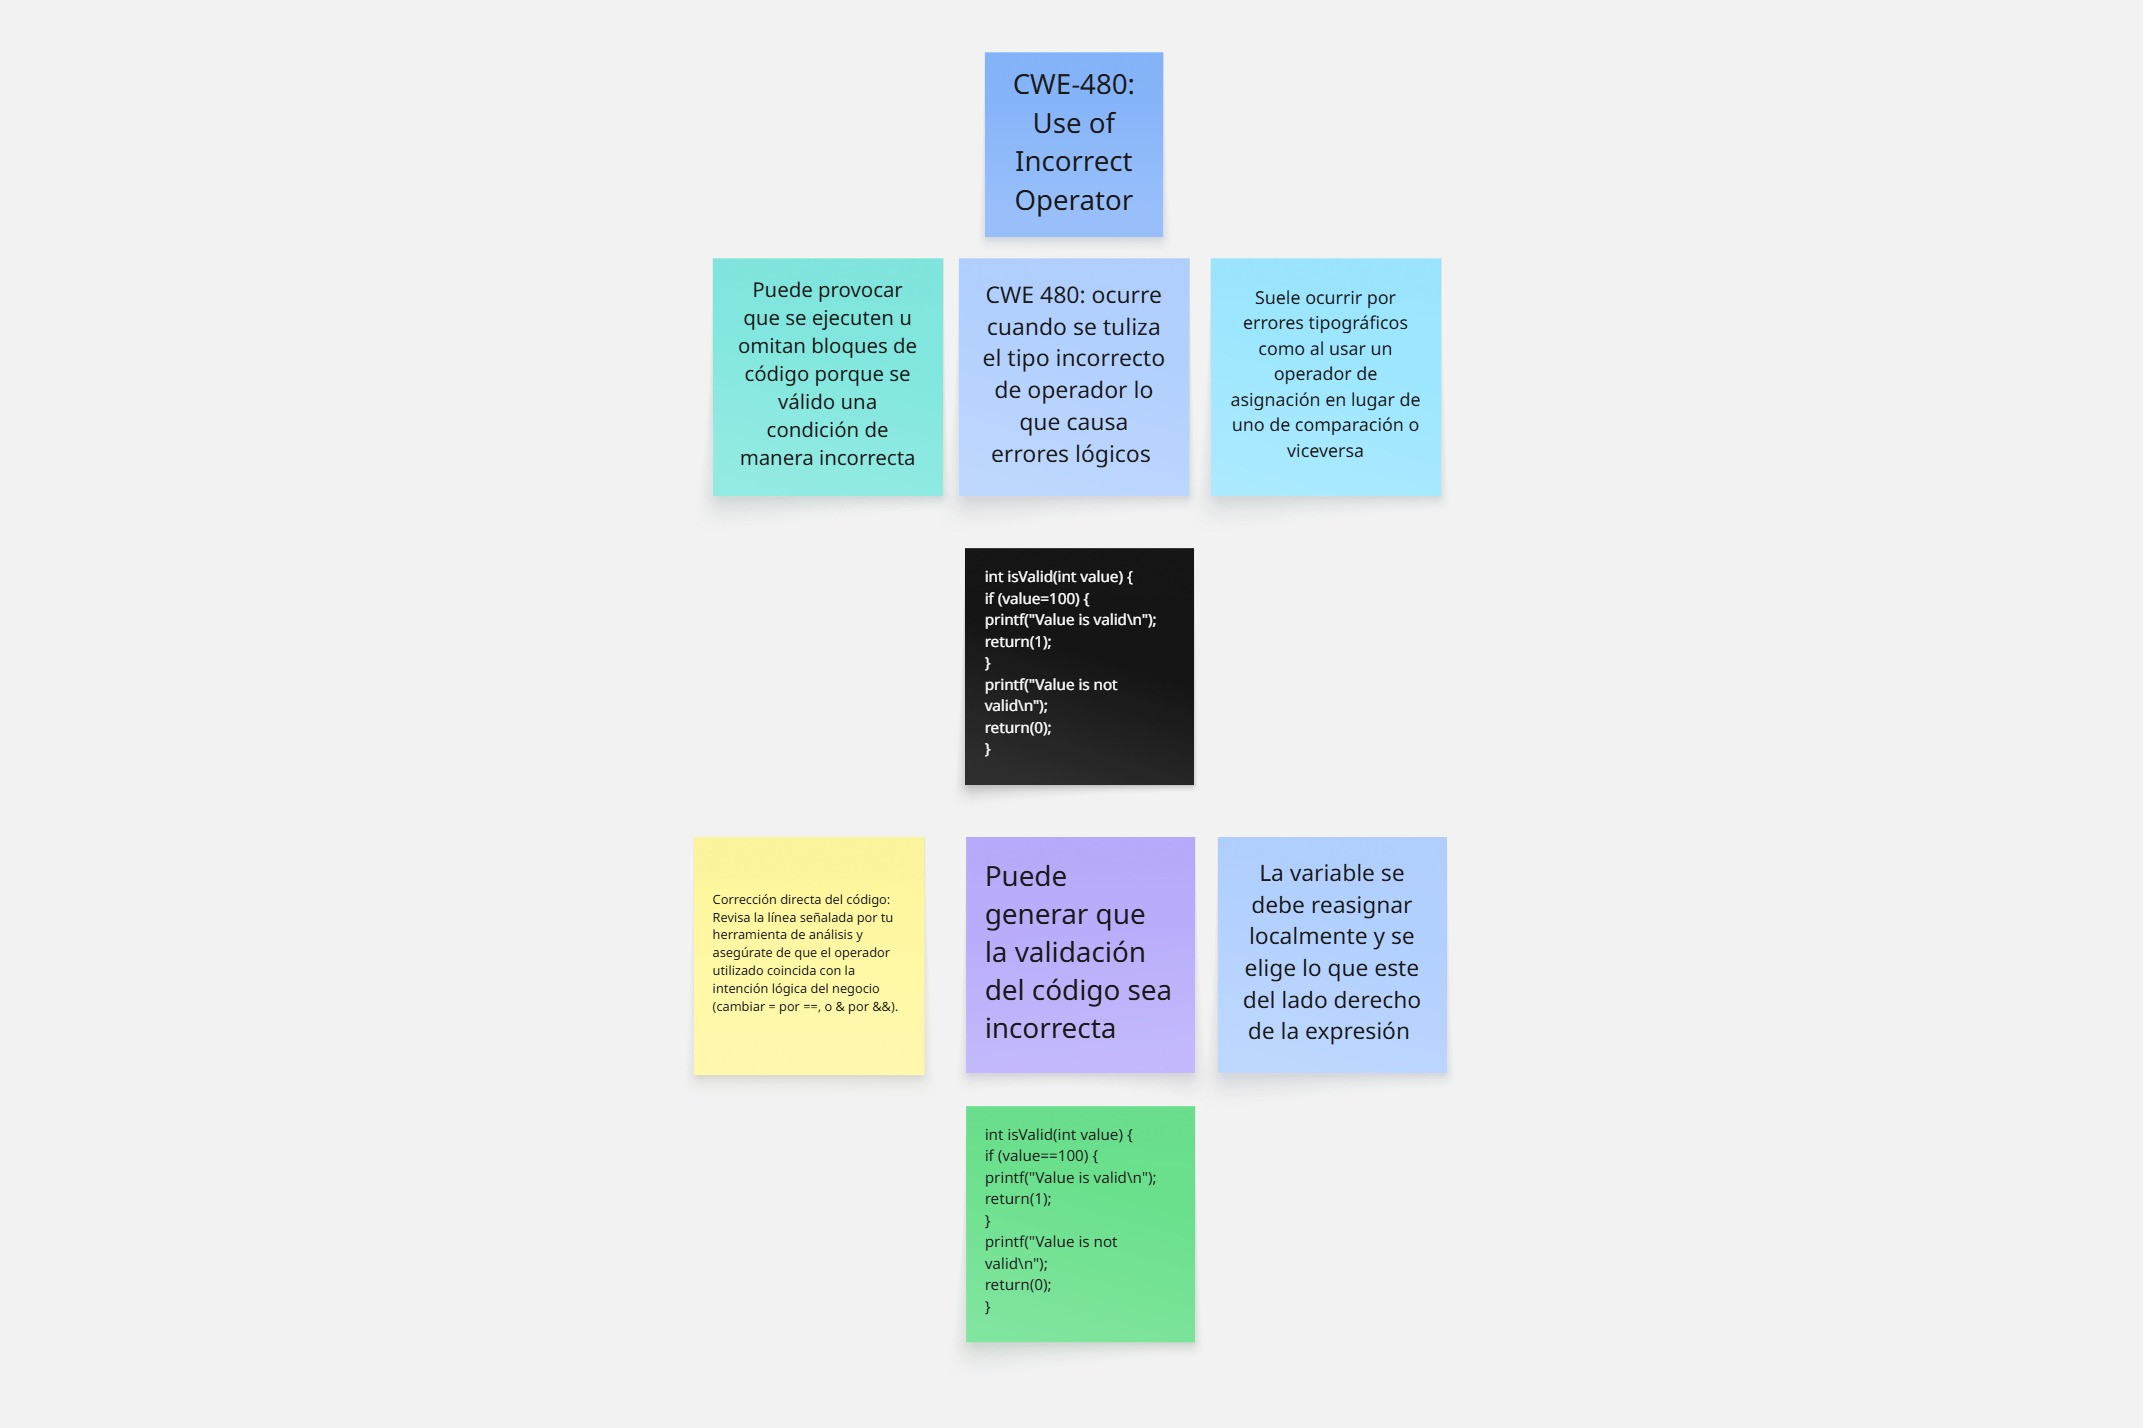 CWE-480:
Use of
Incorrect
Operator
Puede provocar
que se ejecuten u
omitan bloques de
código porque se
válido una
condición de
manera incorrecta
CWE 480: ocurre
cuando se tuliza
el tipo incorrecto
de operador lo
que causa
errores lógicos
Suele ocurrir por
errores tipográficos
como al usar un
operador de
asignación en lugar de
uno de comparación o
viceversa
int isValid(int value) {
if (value=100) {
printf("Value is valid\n");
return(1);
}
printf("Value is not
valid\n");
return(0);
}
Corrección directa del código:
Revisa la línea señalada por tu
herramienta de análisis y
asegúrate de que el operador
utilizado coincida con la
intención lógica del negocio
(cambiar = por ==, o & por &&).
Puede
generar que
la validación
del código sea
incorrecta
La variable se
debe reasignar
localmente y se
elige lo que este
del lado derecho
de la expresión
int isValid(int value) {
if (value==100) {
printf("Value is valid\n");
return(1);
}
printf("Value is not
valid\n");
return(0);
}